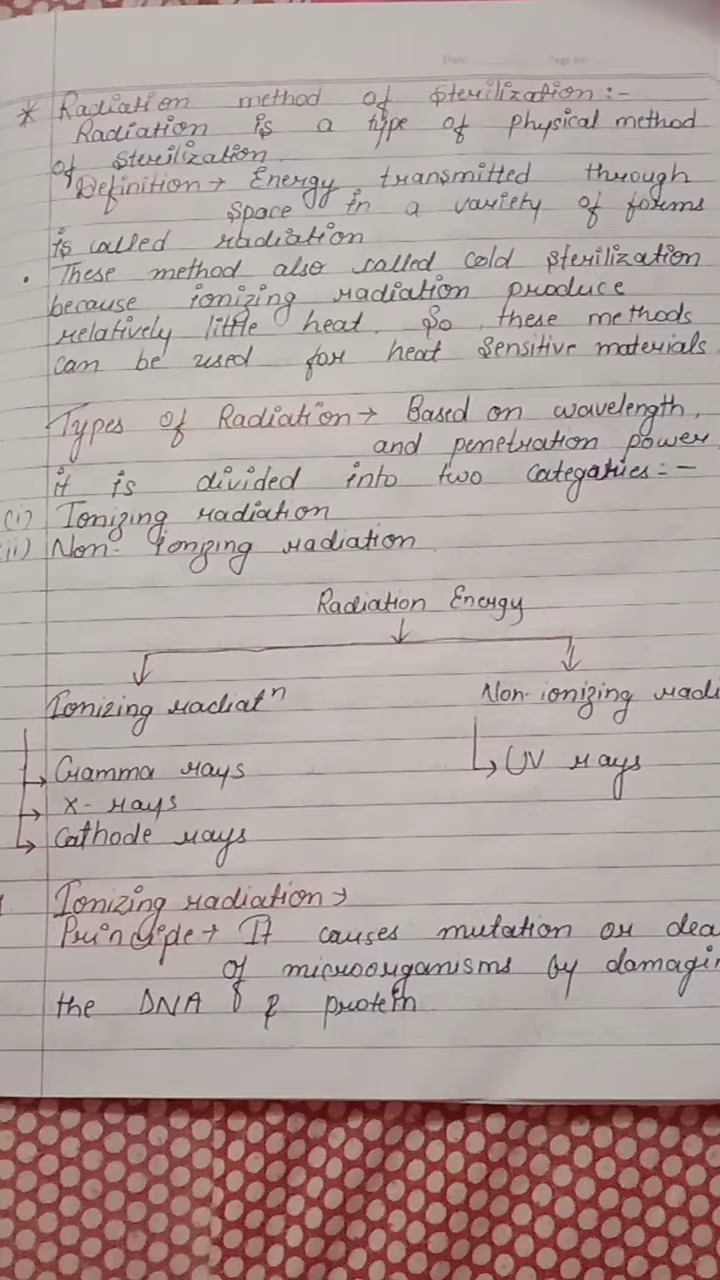 * Radiation method of sterilization:-
Radiation is a type of physical method
of sterilization
Definition → Energy transmitted through
space in a variety of forms
is called radiation
• These method also called cold sterilization
because ionizing radiation produce
relatively little heat. So, these methods
can be used for heat sensitive materials
Types of Radiation → Based on wavelength,
and penetration power
it is divided into two categories:-
(i) Ionizing radiation
ii) Non-Ionizing radiation
Radiation Energy
Ionizing radiatn
Non-ionizing radi
Gamma rays
UV rays
X-rays
Cathode rays
Ionizing radiation →
Principle → It causes mutation or dea
of microorganisms by damagin
the DNA & protein